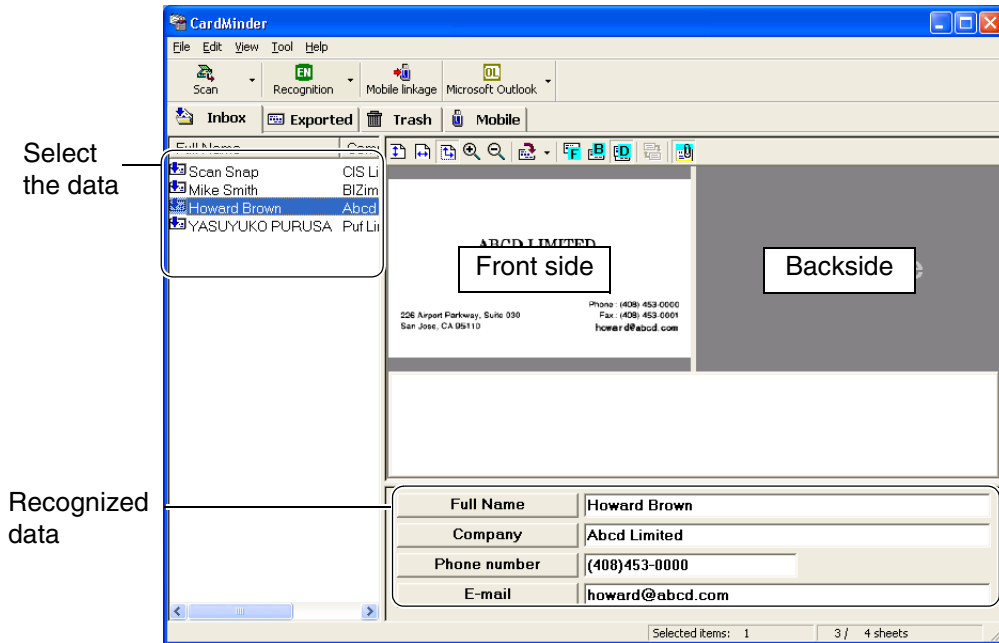 CardMinder
File Edit View Tool Help
Scan Recognition Mobile linkage Microsoft Outlook
EN
OL
Inbox Exported Trash Mobile
Full Name
F B D
Select
the data
Scan Snap CIS Li
Mike Smith BIZim
Howard Brown Abcd
YASUYUKO PURUSA Puf Lir
ABCD LIMITED
Front side
Backside
226 Airport Parkway, Suite 030
San Jose, CA 95110
Phone : (408) 453-0000
Fax : (408) 453-0001
howard@abcd.com
Recognized
data
Full Name Howard Brown
Company Abcd Limited
Phone number (408)453-0000
E-mail howard@abcd.com
Selected items: 1 3 / 4 sheets